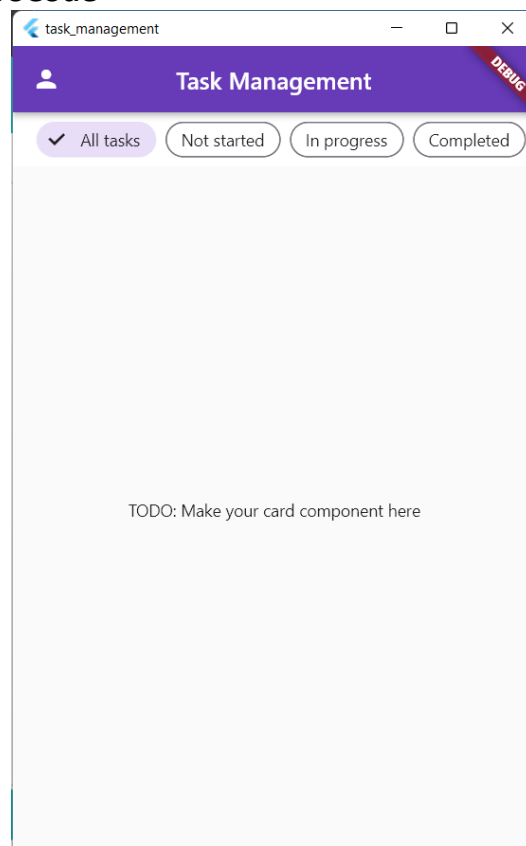 task_management
Task Management
DEBUG
All tasks Not started In progress Completed
TODO: Make your card component here